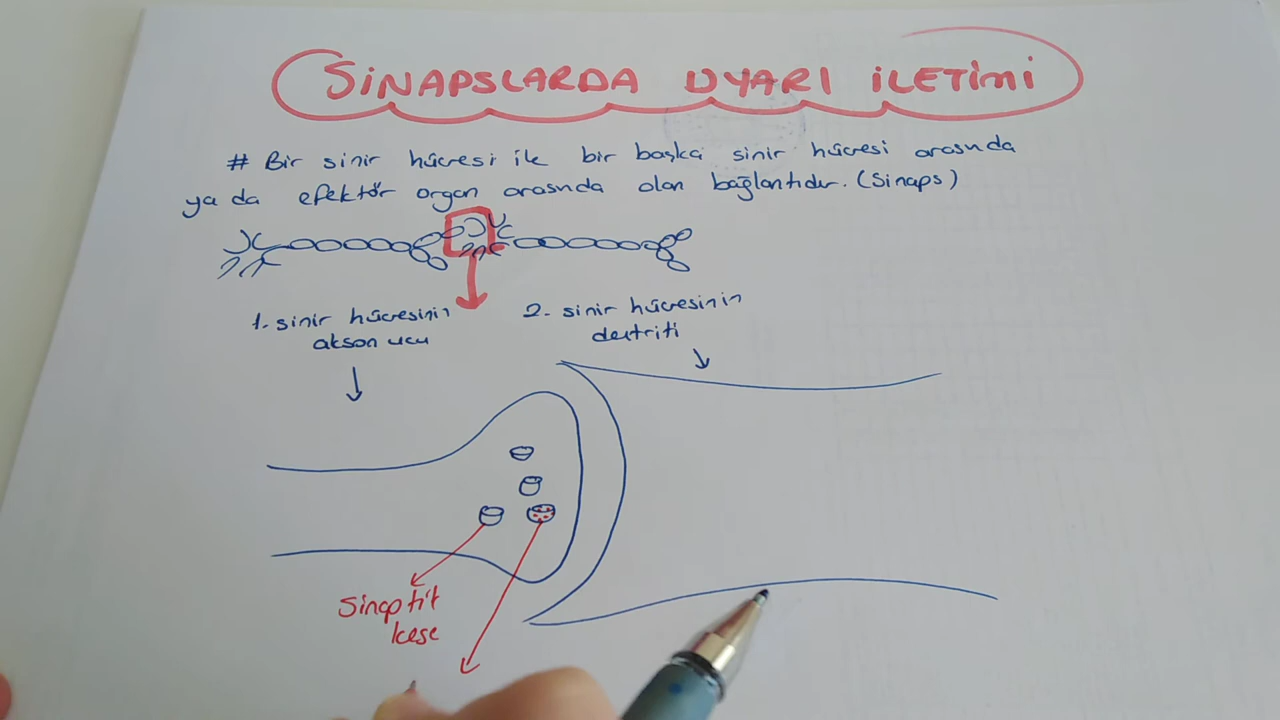 SİNAPSLARDA UYARI İLETİMİ
# Bir sinir hücresi ile bir başka sinir hücresi arasında
ya da efektör organ arasında olan bağlantıdır. (Sinaps)
1. sinir hücresinin
akson ucu
2. sinir hücresinin
dentriti
Sinaptit
kese